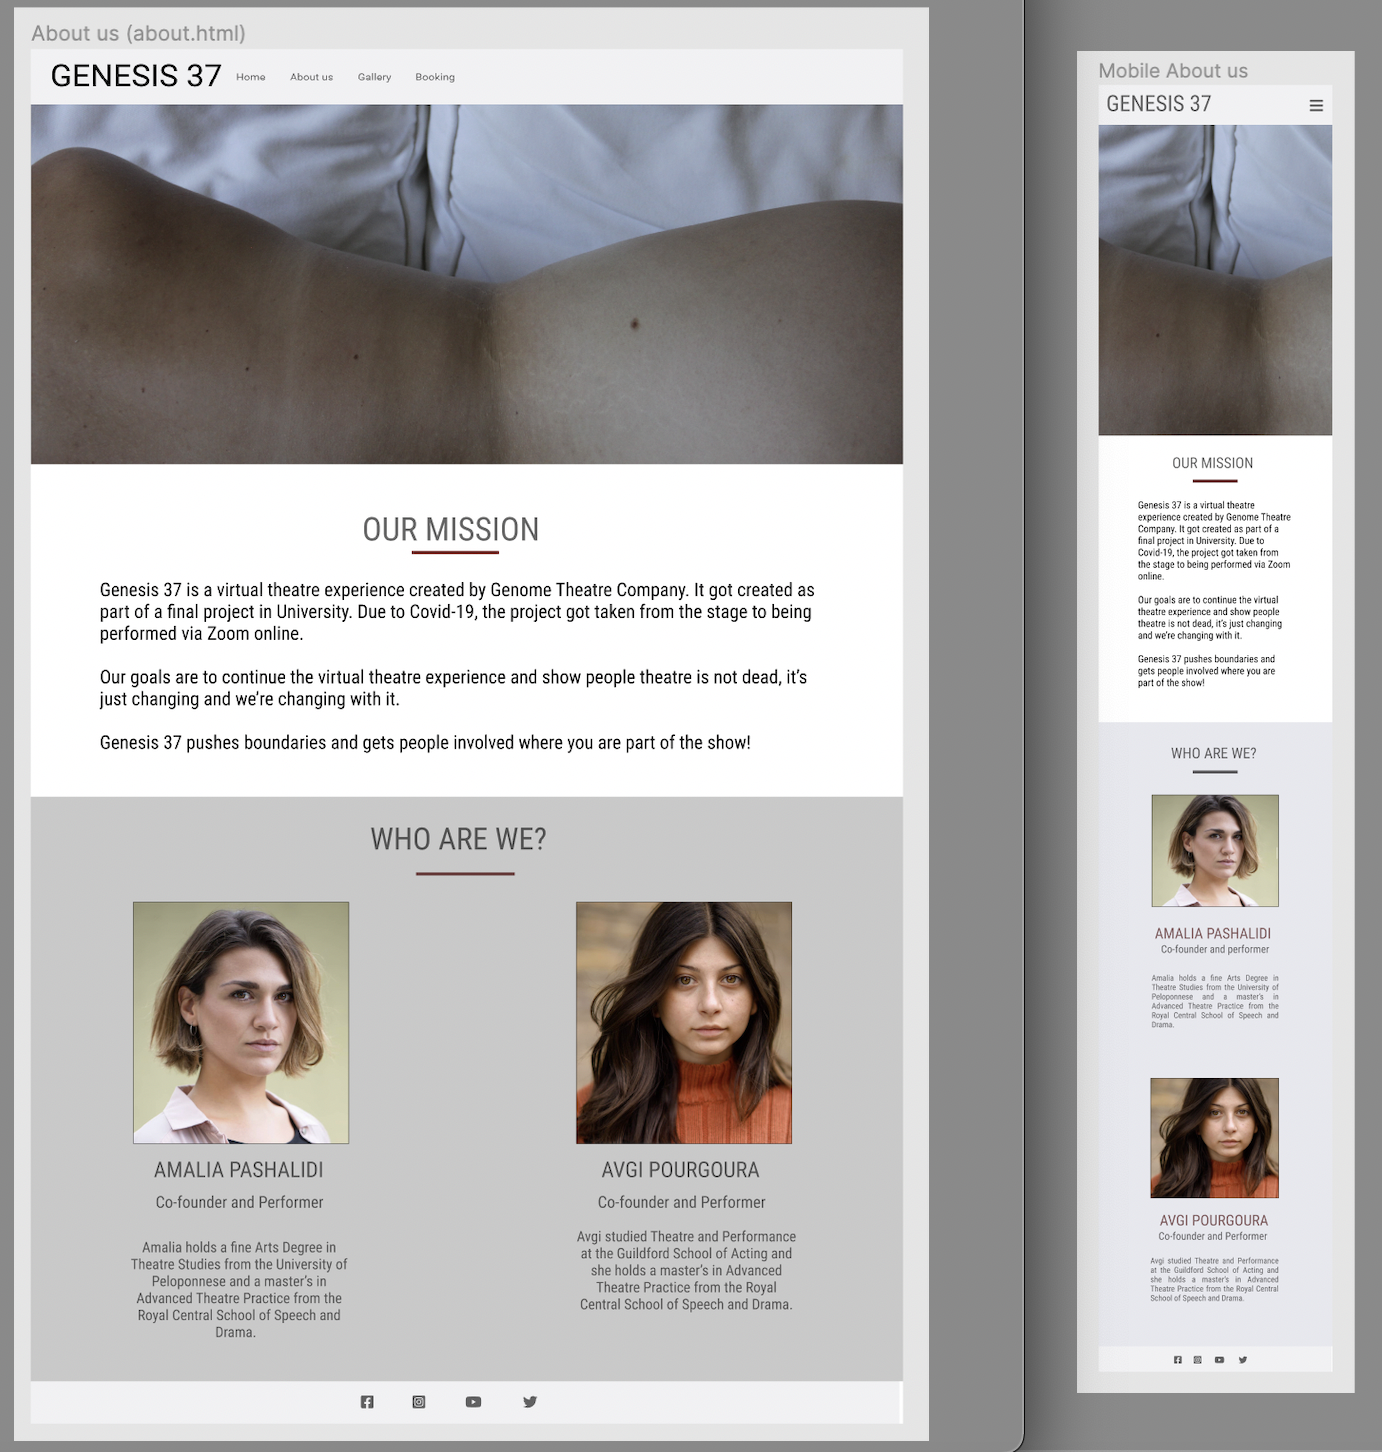 About us (about.html)
GENESIS 37 Home About us Gallery Booking
OUR MISSION
Genesis 37 is a virtual theatre experience created by Genome Theatre Company. It got created as
part of a final project in University. Due to Covid-19, the project got taken from the stage to being
performed via Zoom online.
Our goals are to continue the virtual theatre experience and show people theatre is not dead, it's
just changing and we're changing with it.
Genesis 37 pushes boundaries and gets people involved where you are part of the show!
WHO ARE WE?
AMALIA PASHALIDI
Co-founder and Performer
Amalia holds a fine Arts Degree in
Theatre Studies from the University of
Peloponnese and a master's in
Advanced Theatre Practice from the
Royal Central School of Speech and
Drama.
AVGI POURGOURA
Co-founder and Performer
Avgi studied Theatre and Performance
at the Guildford School of Acting and
she holds a master's in Advanced
Theatre Practice from the Royal
Central School of Speech and Drama.
Mobile About us
GENESIS 37
OUR MISSION
Genesis 37 is a virtual theatre
experience created by Genome Theatre
Company. It got created as part of a
final project in University. Due to
Covid-19, the project got taken from
the stage to being performed via Zoom
online.
Our goals are to continue the virtual
theatre experience and show people
theatre is not dead, it's just changing
and we're changing with it.
Genesis 37 pushes boundaries and
gets people involved where you are
part of the show!
WHO ARE WE?
AMALIA PASHALIDI
Co-founder and performer
Amalia holds a fine Arts Degree in
Theatre Studies from the University of
Peloponnese and a master's in
Advanced Theatre Practice from the
Royal Central School of Speech and
Drama.
AVGI POURGOURA
Co-founder and Performer
Avgi studied Theatre and Performance
at the Guildford School of Acting and
she holds a master's in Advanced
Theatre Practice from the Royal Central
School of Speech and Drama.